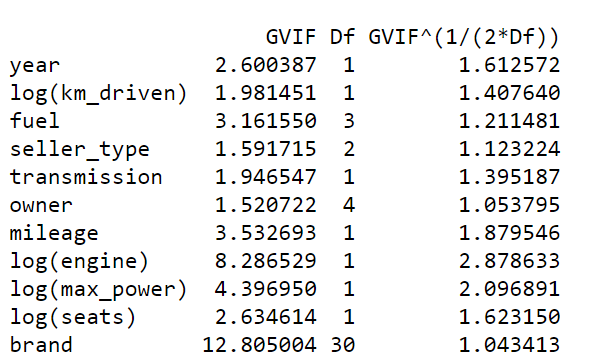 GVIF Df GVIF^(1/(2*Df))
year 2.600387 1 1.612572
log(km_driven) 1.981451 1 1.407640
fuel 3.161550 3 1.211481
seller_type 1.591715 2 1.123224
transmission 1.946547 1 1.395187
owner 1.520722 4 1.053795
mileage 3.532693 1 1.879546
log(engine) 8.286529 1 2.878633
log(max_power) 4.396950 1 2.096891
log(seats) 2.634614 1 1.623150
brand 12.805004 30 1.043413